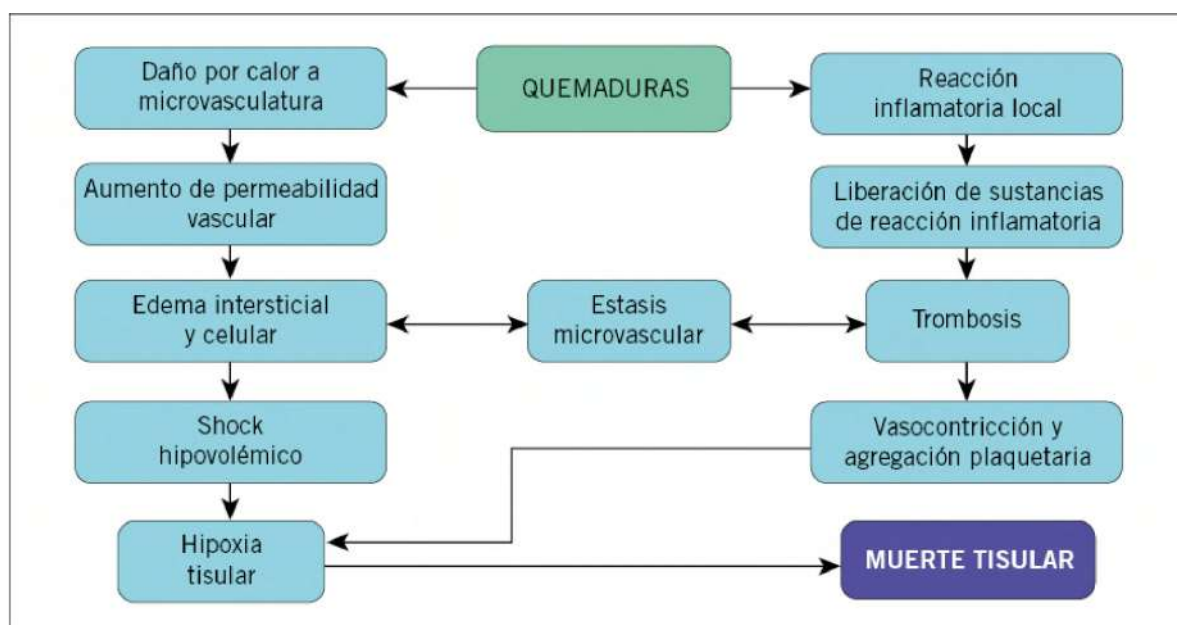 Daño por calor a
microvasculatura
QUEMADURAS
Reacción
inflamatoria local
Aumento de permeabilidad
vascular
Liberación de sustancias
de reacción inflamatoria
Edema intersticial
y celular
Estasis
microvascular
Trombosis
Shock
hipovolémico
Vasocontricción y
agregación plaquetaria
Hipoxia
tisular
MUERTE TISULAR